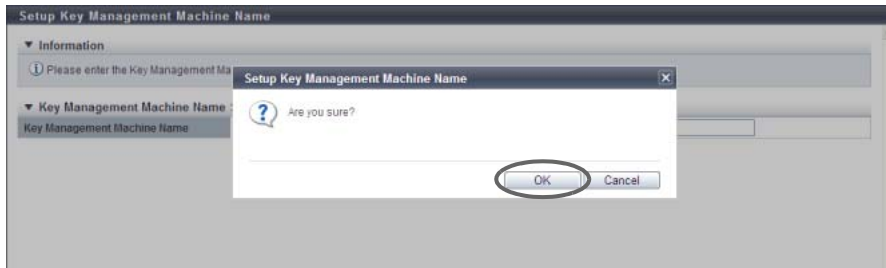 Setup Key Management Machine Name
Information
Please enter the Key Management Ma
Setup Key Management Machine Name
Key Management Machine Name
Are you sure?
Key Management Machine Name
OK Cancel